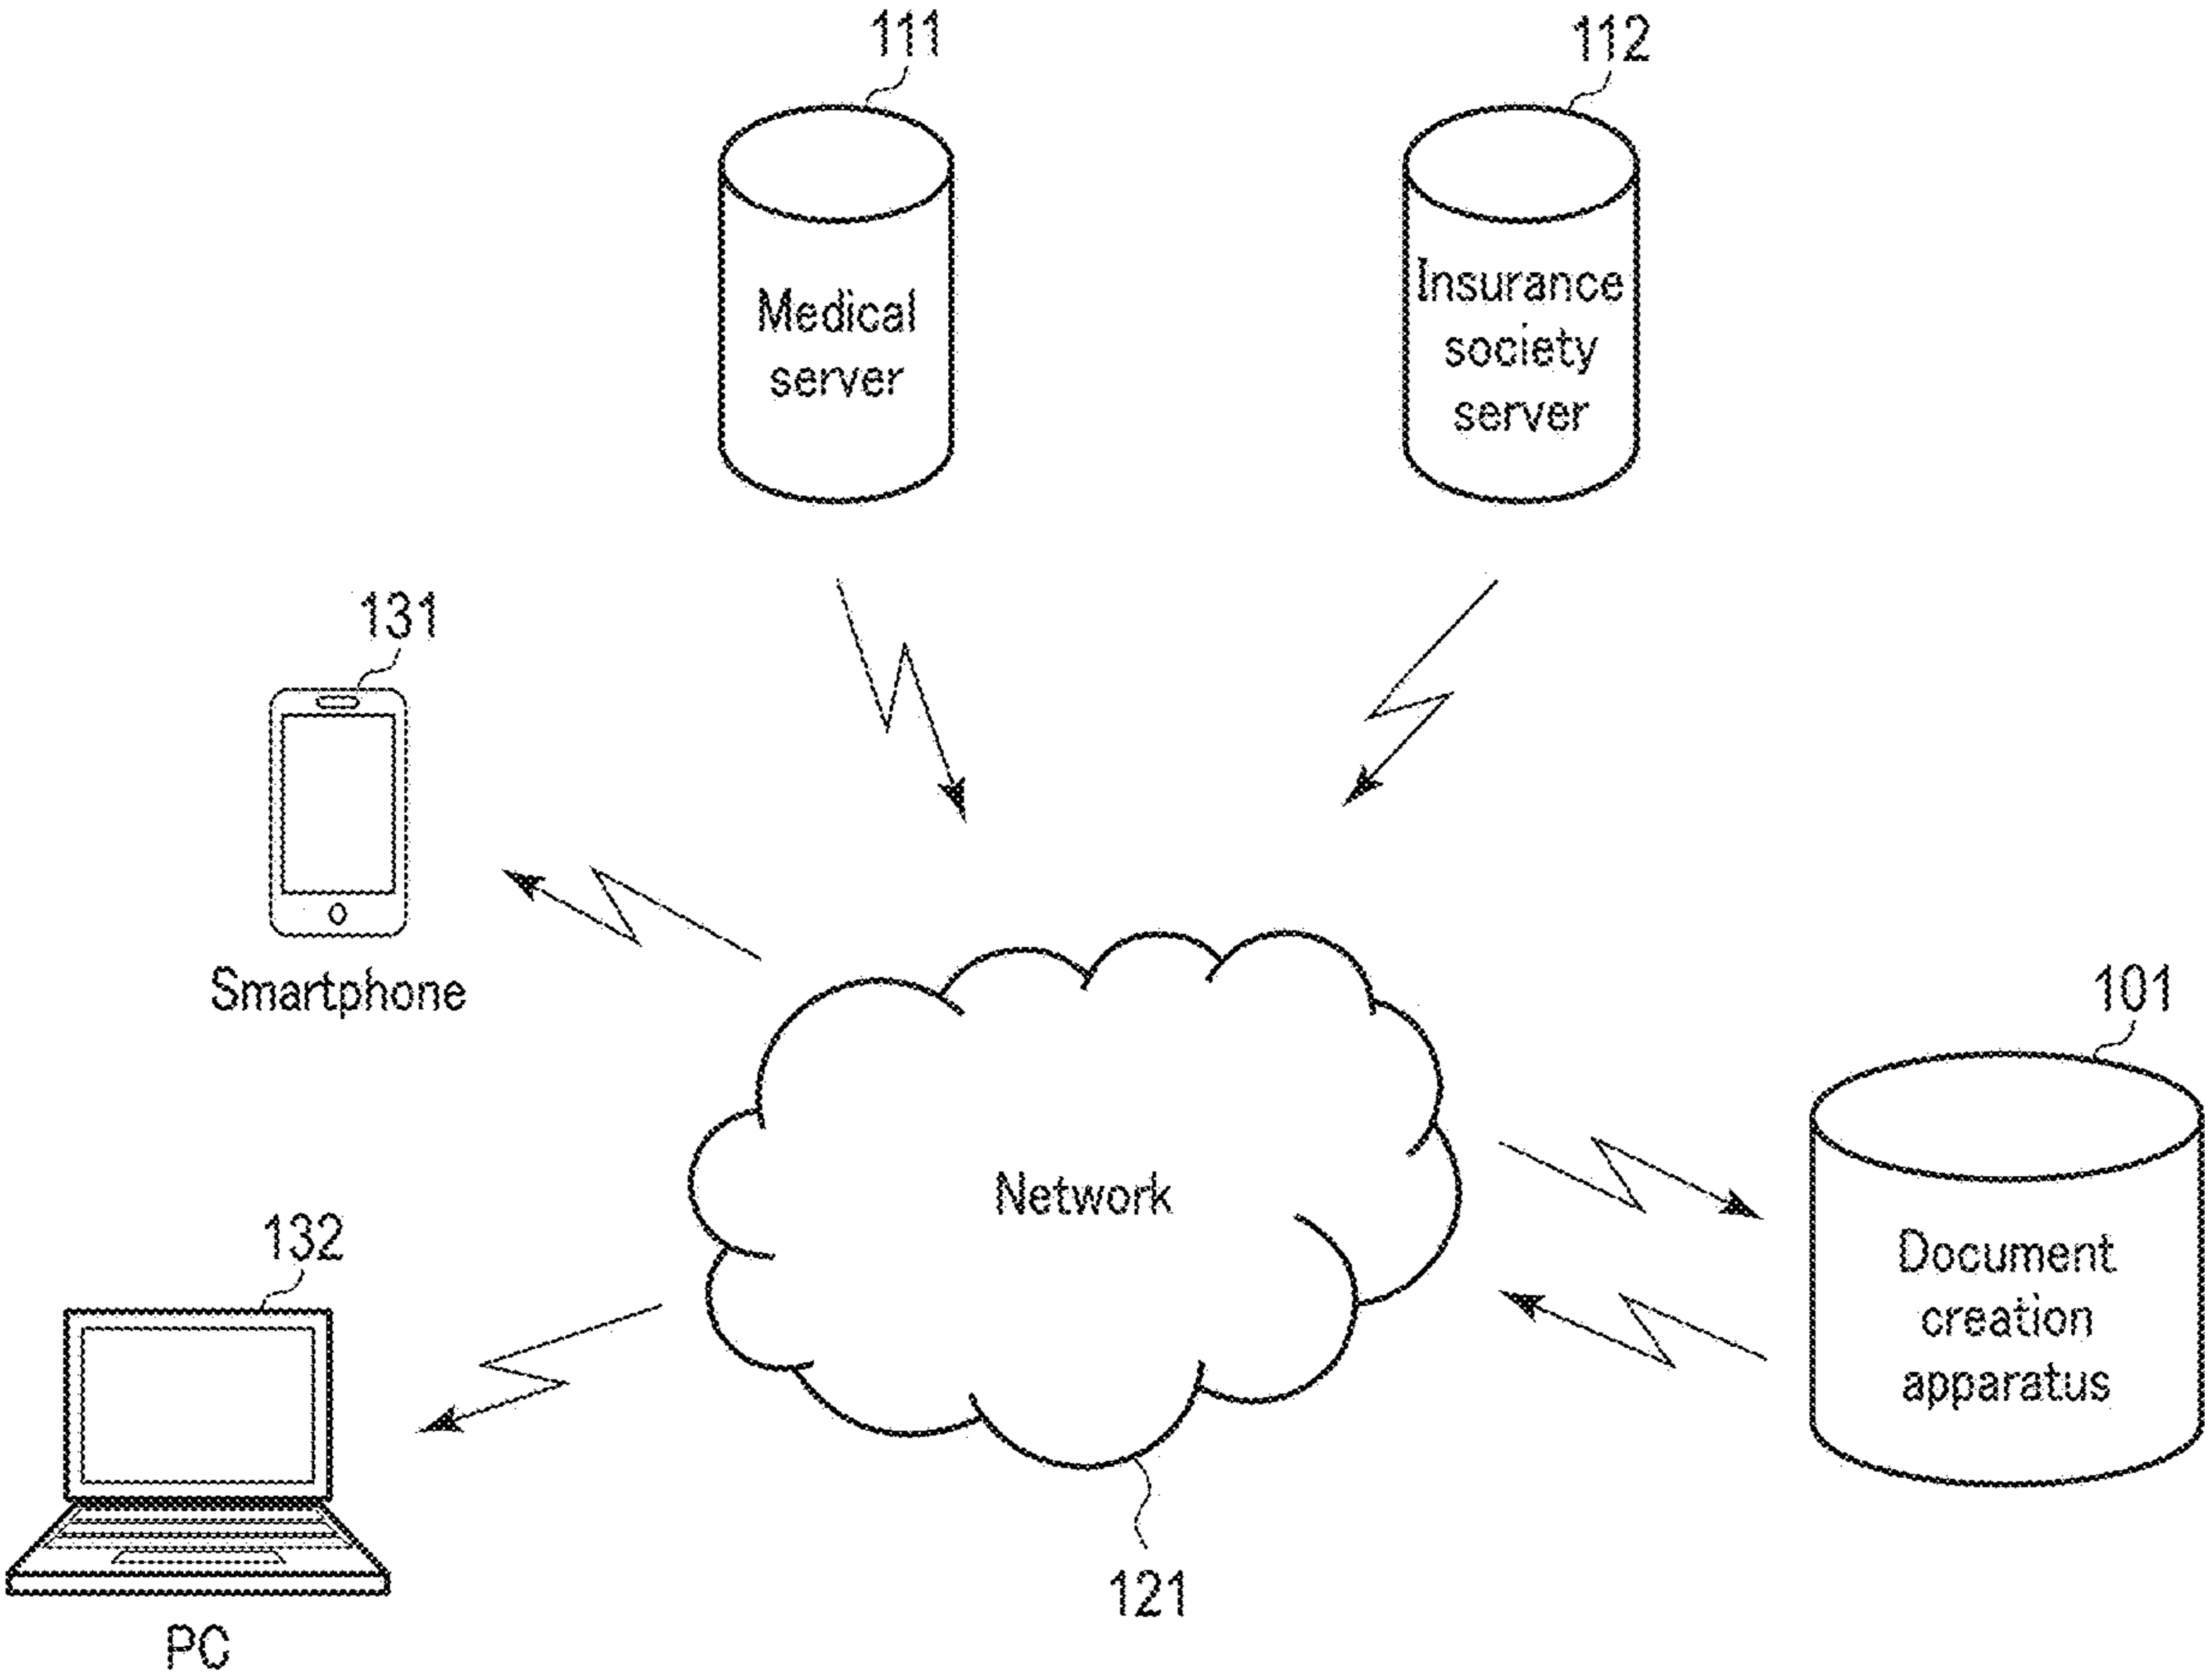 111
112
Medical
server
Insurance
society
server
131
Smartphone
101
Network
Document
creation
apparatus
132
PC
121